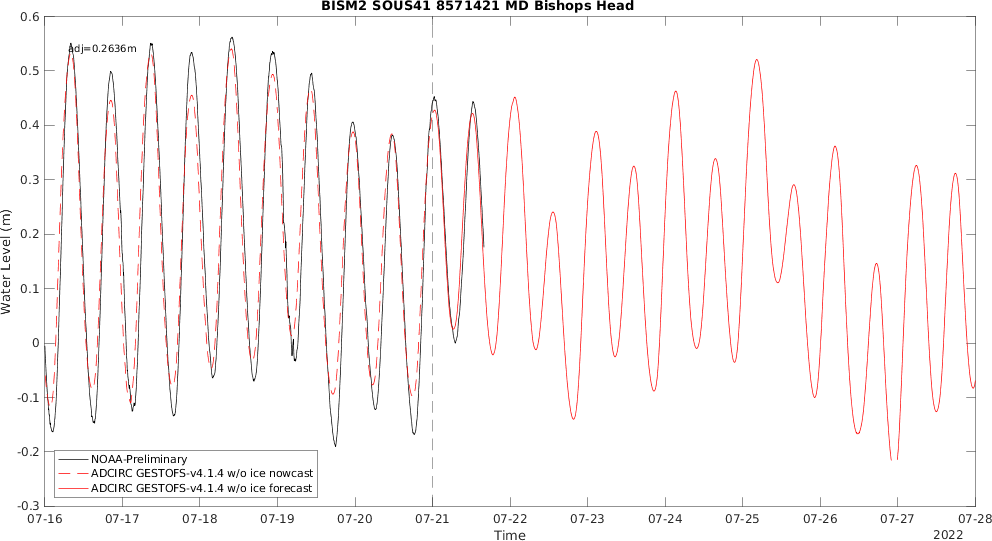 BISM2 SOUS41 8571421 MD Bishops Head
0.6
adj=0.2636m
0.5
0.4
0.3
0.2
0.1
0
-0.1
-0.2
-0.3
Water Level (m)
NOAA-Preliminary
ADCIRC GESTOFS-v4.1.4 w/o ice nowcast
ADCIRC GESTOFS-v4.1.4 w/o ice forecast
07-16 07-17 07-18 07-19 07-20 07-21 07-22 07-23 07-24 07-25 07-26 07-27 07-28
Time
2022